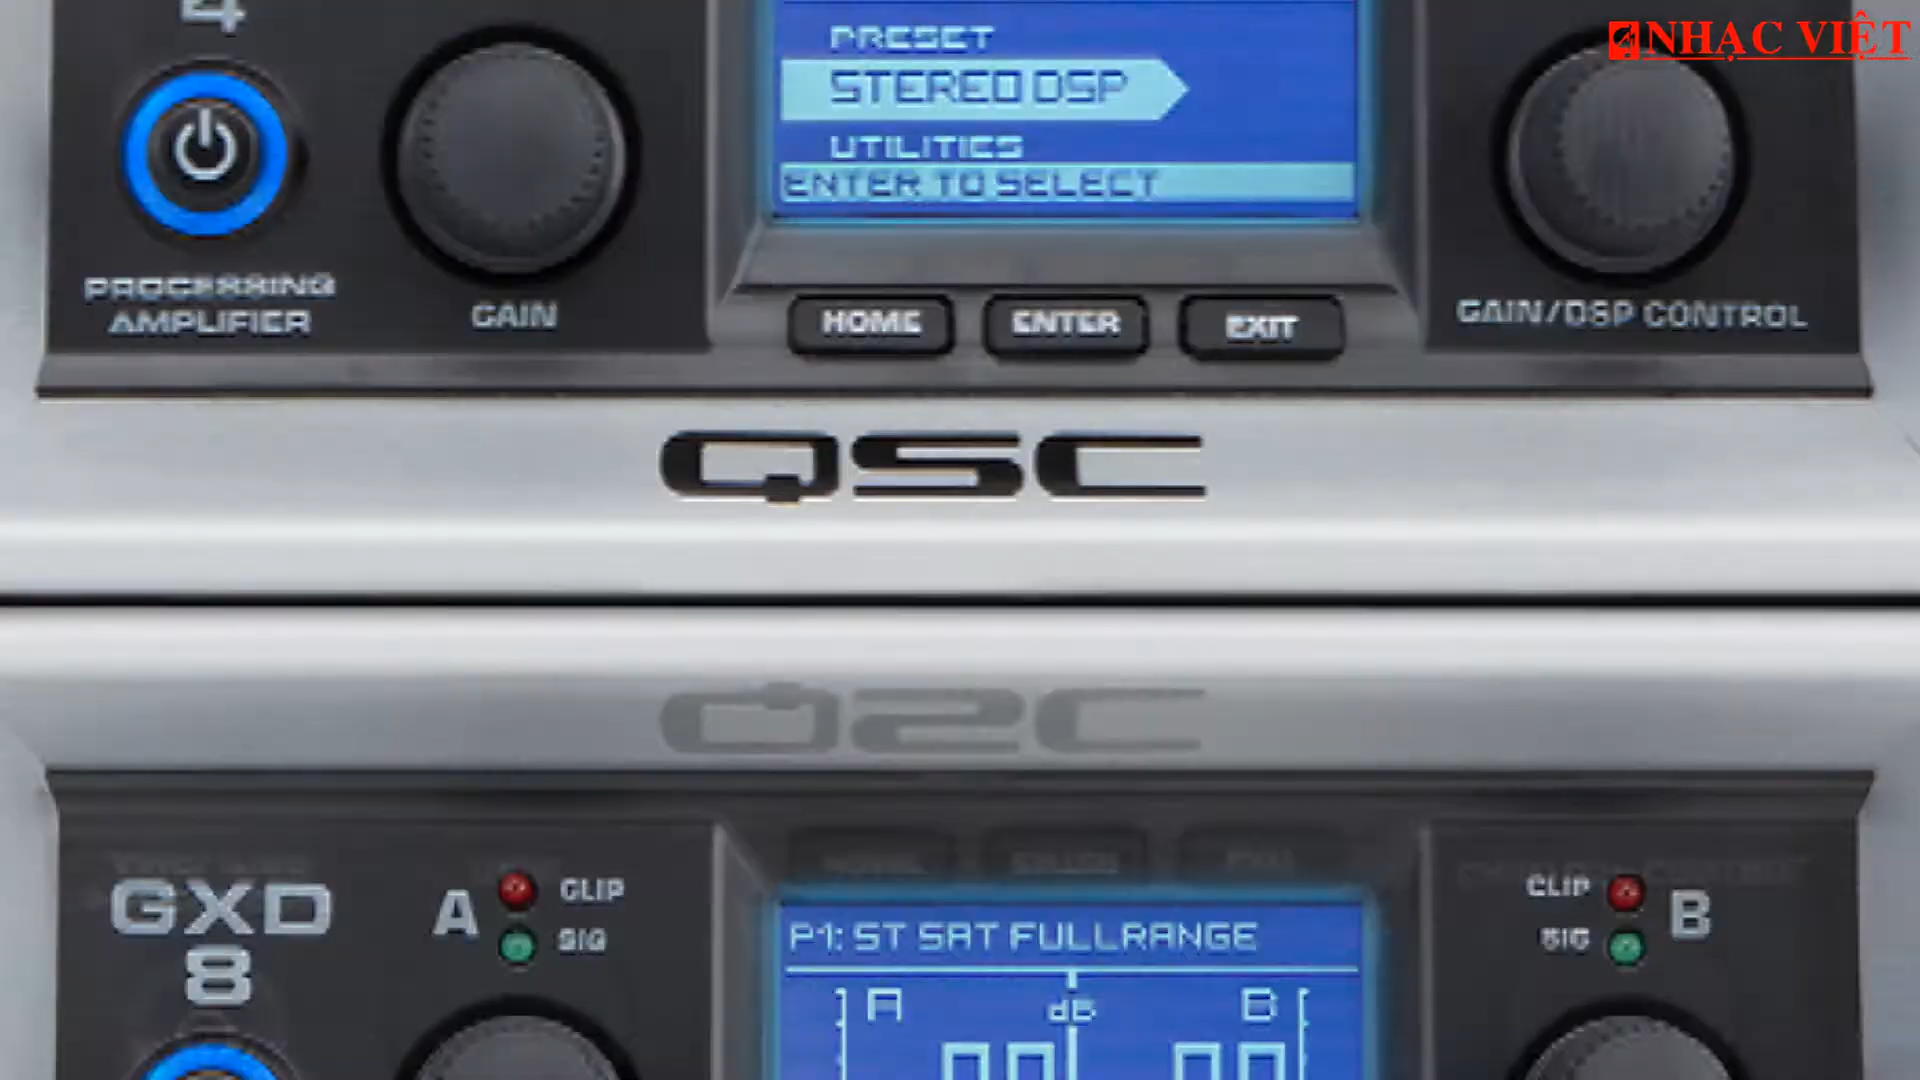 NHẠC VIỆT
4
PRESET
STEREO DSP
UTILITIES
ENTER TO SELECT
PROCESSING
AMPLIFIER
GAIN
HOME
ENTER
EXIT
GAIN/DSP CONTROL
QSC
GXD
8
A
CLIP
SIG
P1: ST SAT FULLRANGE
A
dB
B
CLIP
SIG
B